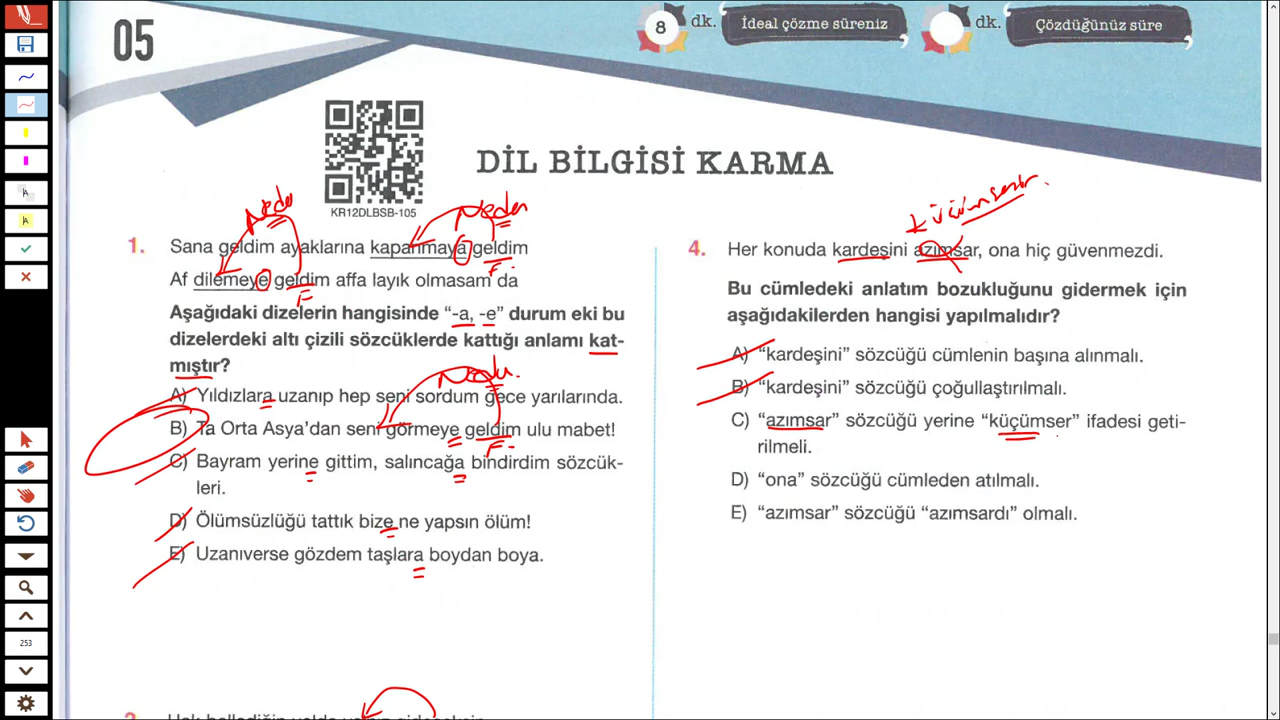 05
8 dk. İdeal çözme süreniz
dk. Çözdüğünüz süre
KR12DLBSB-105
DİL BİLGİSİ KARMA
Neden
Neden
1. Sana geldim ayaklarına kapanmaya geldim
F.
Af dilemeye geldim affa layık olmasam da
F
Aşağıdaki dizelerin hangisinde “-a, -e” durum eki bu
dizelerdeki altı çizili sözcüklerde kattığı anlamı kat-
mıştır?
A) Yıldızlara uzanıp hep seni sordum gece yarılarında.
B) Ta Orta Asya’dan seni görmeye geldim ulu mabet!
F.
C) Bayram yerine gittim, salıncağa bindirdim sözcük-
leri.
D) Ölümsüzlüğü tattık bize ne yapsın ölüm!
E) Uzanıverse gözdem taşlara boydan boya.
küçümser
4. Her konuda kardeşini azımsar, ona hiç güvenmezdi.
Bu cümledeki anlatım bozukluğunu gidermek için
aşağıdakilerden hangisi yapılmalıdır?
A) “kardeşini” sözcüğü cümlenin başına alınmalı.
B) “kardeşini” sözcüğü çoğullaştırılmalı.
C) “azımsar” sözcüğü yerine “küçümser” ifadesi geti-
rilmeli.
D) “ona” sözcüğü cümleden atılmalı.
E) “azımsar” sözcüğü “azımsardı” olmalı.
253